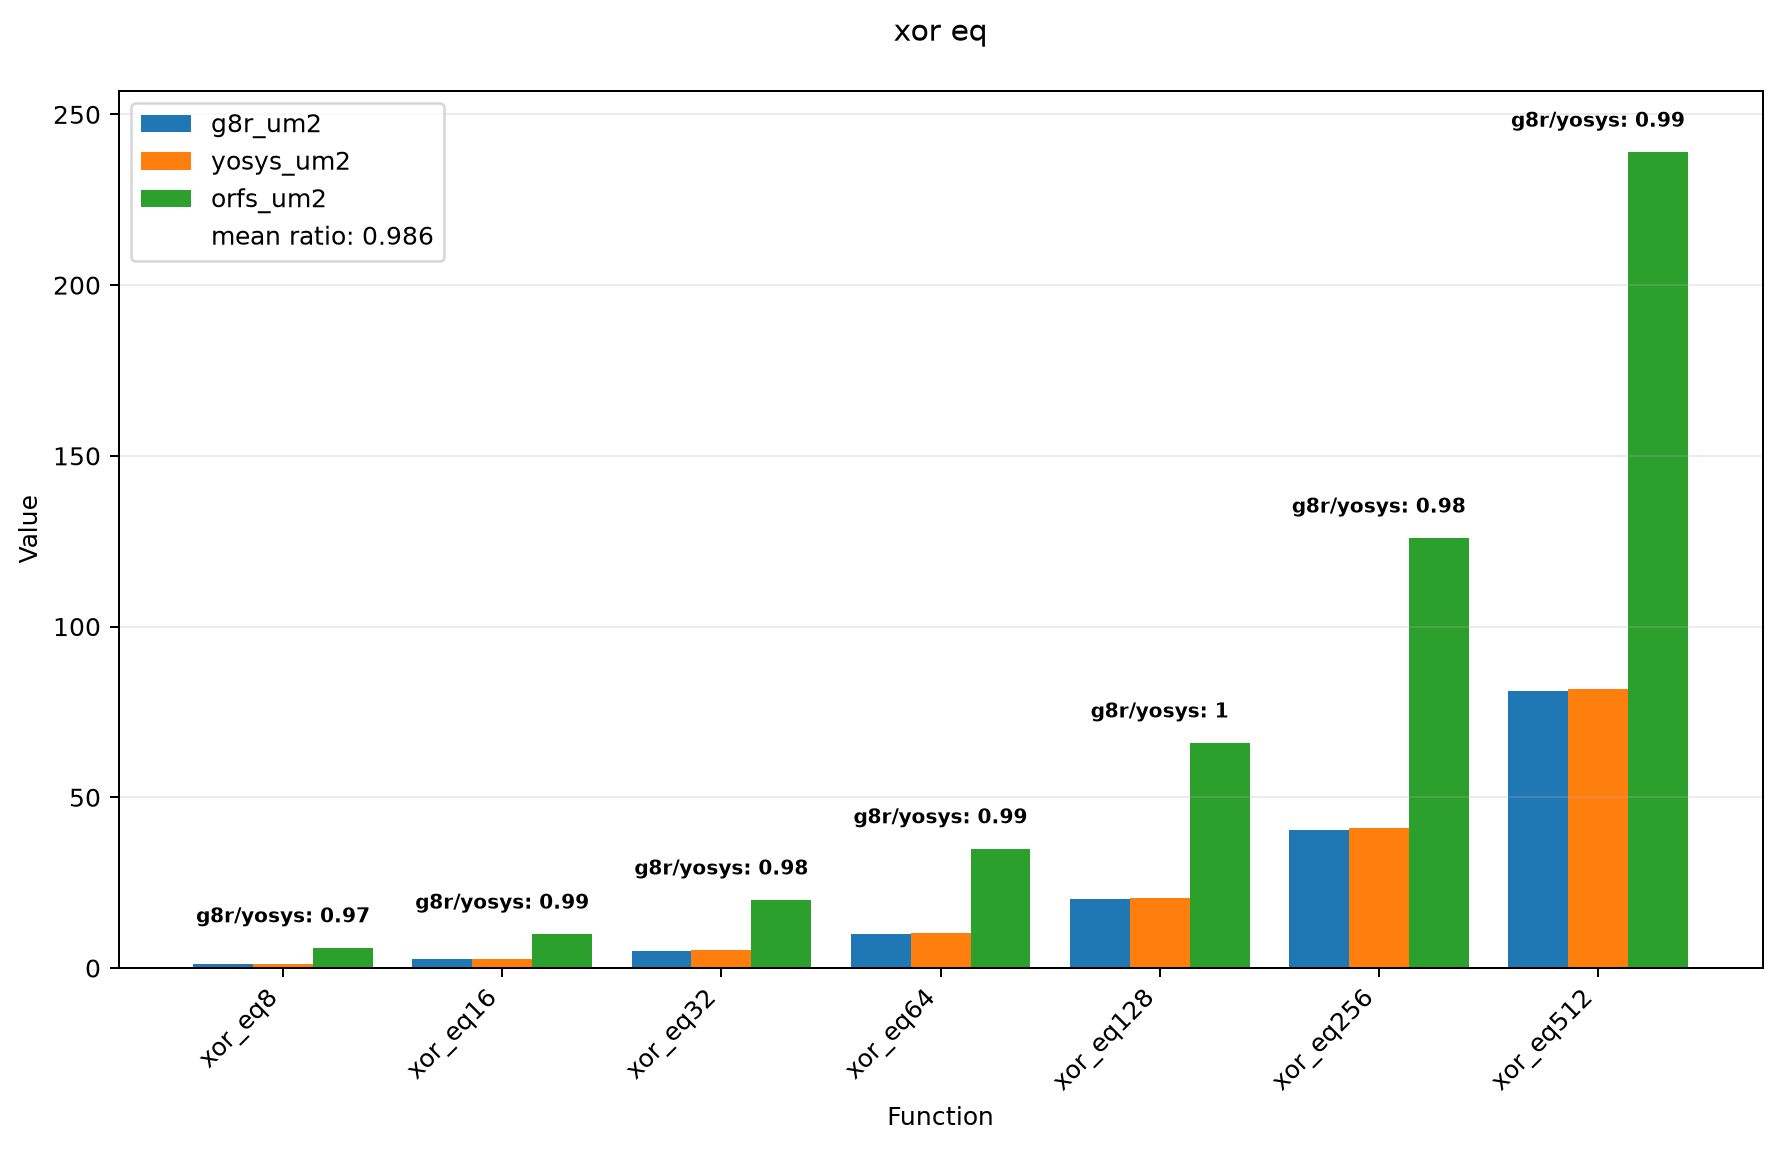 xor eq
g8r_um2
yosys_um2
orfs_um2
mean ratio: 0.986
250
200
150
100
50
0
Value
g8r/yosys: 0.97
g8r/yosys: 0.99
g8r/yosys: 0.98
g8r/yosys: 0.99
g8r/yosys: 1
g8r/yosys: 0.98
g8r/yosys: 0.99
xor_eq8
xor_eq16
xor_eq32
xor_eq64
xor_eq128
xor_eq256
xor_eq512
Function